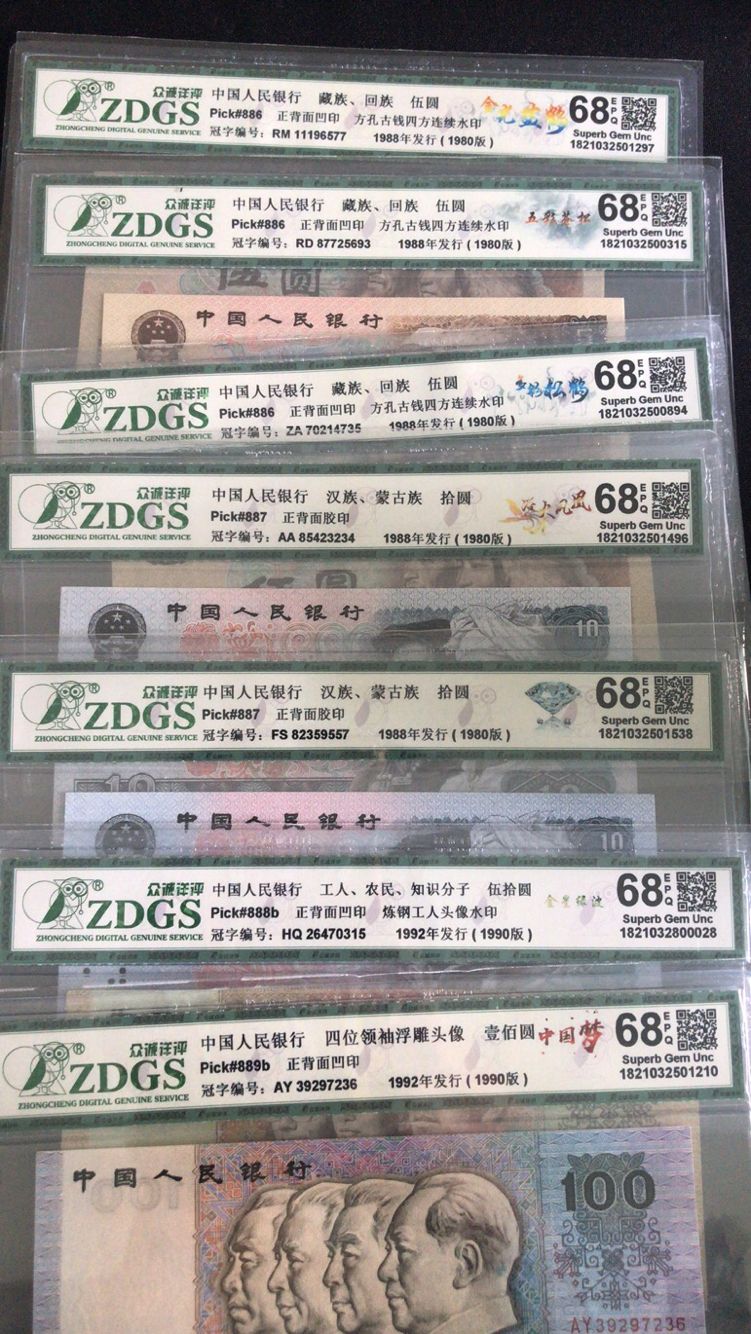 众诚详评
ZDGS
ZHONGCHENG DIGITAL GENUINE SERVICE
中国人民银行 藏族、回族 伍圆
Pick#886 正背面凹印 方孔古钱四方连续水印
冠字编号: RM 11196577 1988年发行 (1980版)
68 EPQ
Superb Gem Unc
1821032501297
众诚详评
ZDGS
ZHONGCHENG DIGITAL GENUINE SERVICE
中国人民银行 藏族、回族 伍圆
Pick#886 正背面凹印 方孔古钱四方连续水印
冠字编号: RD 87725693 1988年发行 (1980版)
五彩苍松
68 EPQ
Superb Gem Unc
1821032500315
伍圆
中国人民银行
众诚详评
ZDGS
ZHONGCHENG DIGITAL GENUINE SERVICE
中国人民银行 藏族、回族 伍圆
Pick#886 正背面凹印 方孔古钱四方连续水印
冠字编号: ZA 70214735 1988年发行 (1980版)
68 EPQ
Superb Gem Unc
1821032500894
众诚详评
ZDGS
ZHONGCHENG DIGITAL GENUINE SERVICE
中国人民银行 汉族、蒙古族 拾圆
Pick#887 正背面胶印
冠字编号: AA 85423234 1988年发行 (1980版)
68 EPQ
Superb Gem Unc
1821032501496
伍圆
中国人民银行
10
众诚详评
ZDGS
ZHONGCHENG DIGITAL GENUINE SERVICE
中国人民银行 汉族、蒙古族 拾圆
Pick#887 正背面胶印
冠字编号: FS 82359557 1988年发行 (1980版)
68 EPQ
Superb Gem Unc
1821032501538
10
中国人民银行
10
众诚详评
ZDGS
ZHONGCHENG DIGITAL GENUINE SERVICE
中国人民银行 工人、农民、知识分子 伍拾圆
Pick#888b 正背面凹印 炼钢工人头像水印
冠字编号: HQ 26470315 1992年发行 (1990版)
金星绿波
68 EPQ
Superb Gem Unc
1821032800028
众诚详评
ZDGS
ZHONGCHENG DIGITAL GENUINE SERVICE
中国人民银行 四位领袖浮雕头像 壹佰圆
Pick#889b 正背面凹印
冠字编号: AY 39297236 1992年发行 (1990版)
中国梦
68 EPQ
Superb Gem Unc
1821032501210
中国人民银行
100
AY39297236